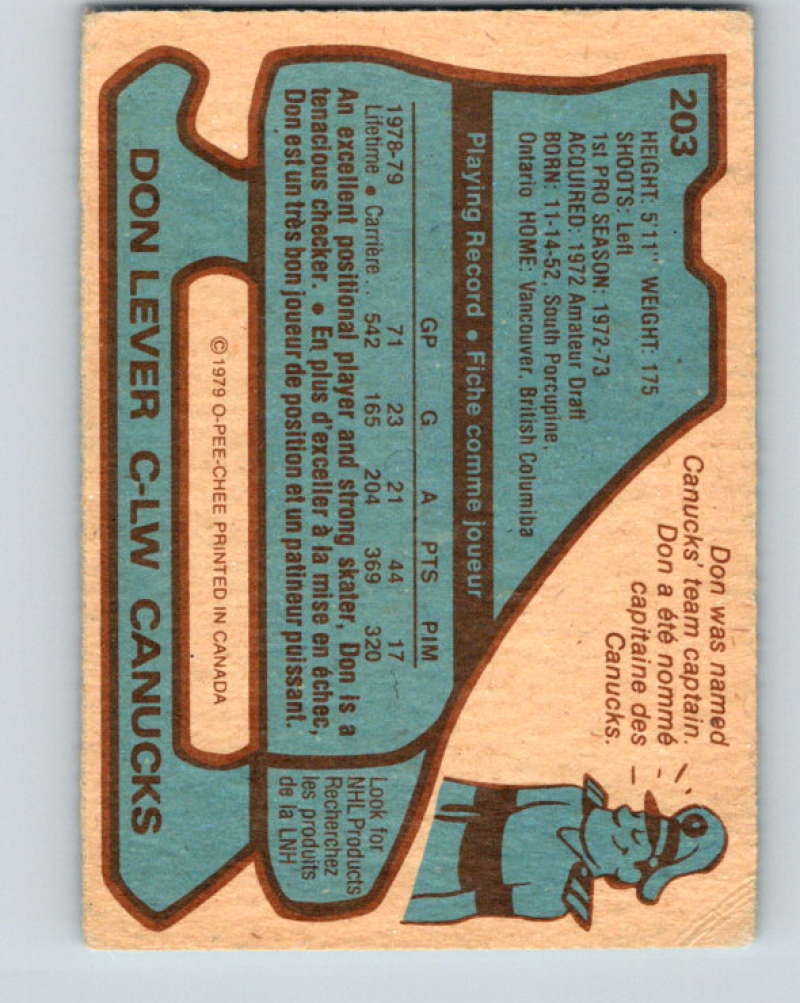 203
HEIGHT: 5'11" WEIGHT: 175
SHOOTS: Left
1st PRO SEASON: 1972-73
ACQUIRED: 1972 Amateur Draft
BORN: 11-14-52, South Porcupine,
Ontario HOME: Vancouver, British Columiba
Don was named
Canucks' team captain.
Don a été nommé
capitaine des
Canucks.
Playing Record • Fiche comme joueur
GP G A PTS PIM
1978-79 71 23 21 44 17
Lifetime • Carrière... 542 165 204 369 320
An excellent positional player and strong skater, Don is a
tenacious checker. • En plus d'exceller à la mise en échec,
Don est un très bon joueur de position et un patineur puissant.
Look for
NHL Products
Recherchez
les produits
de la LNH
© 1979 O-PEE-CHEE PRINTED IN CANADA
DON LEVER C-LW CANUCKS